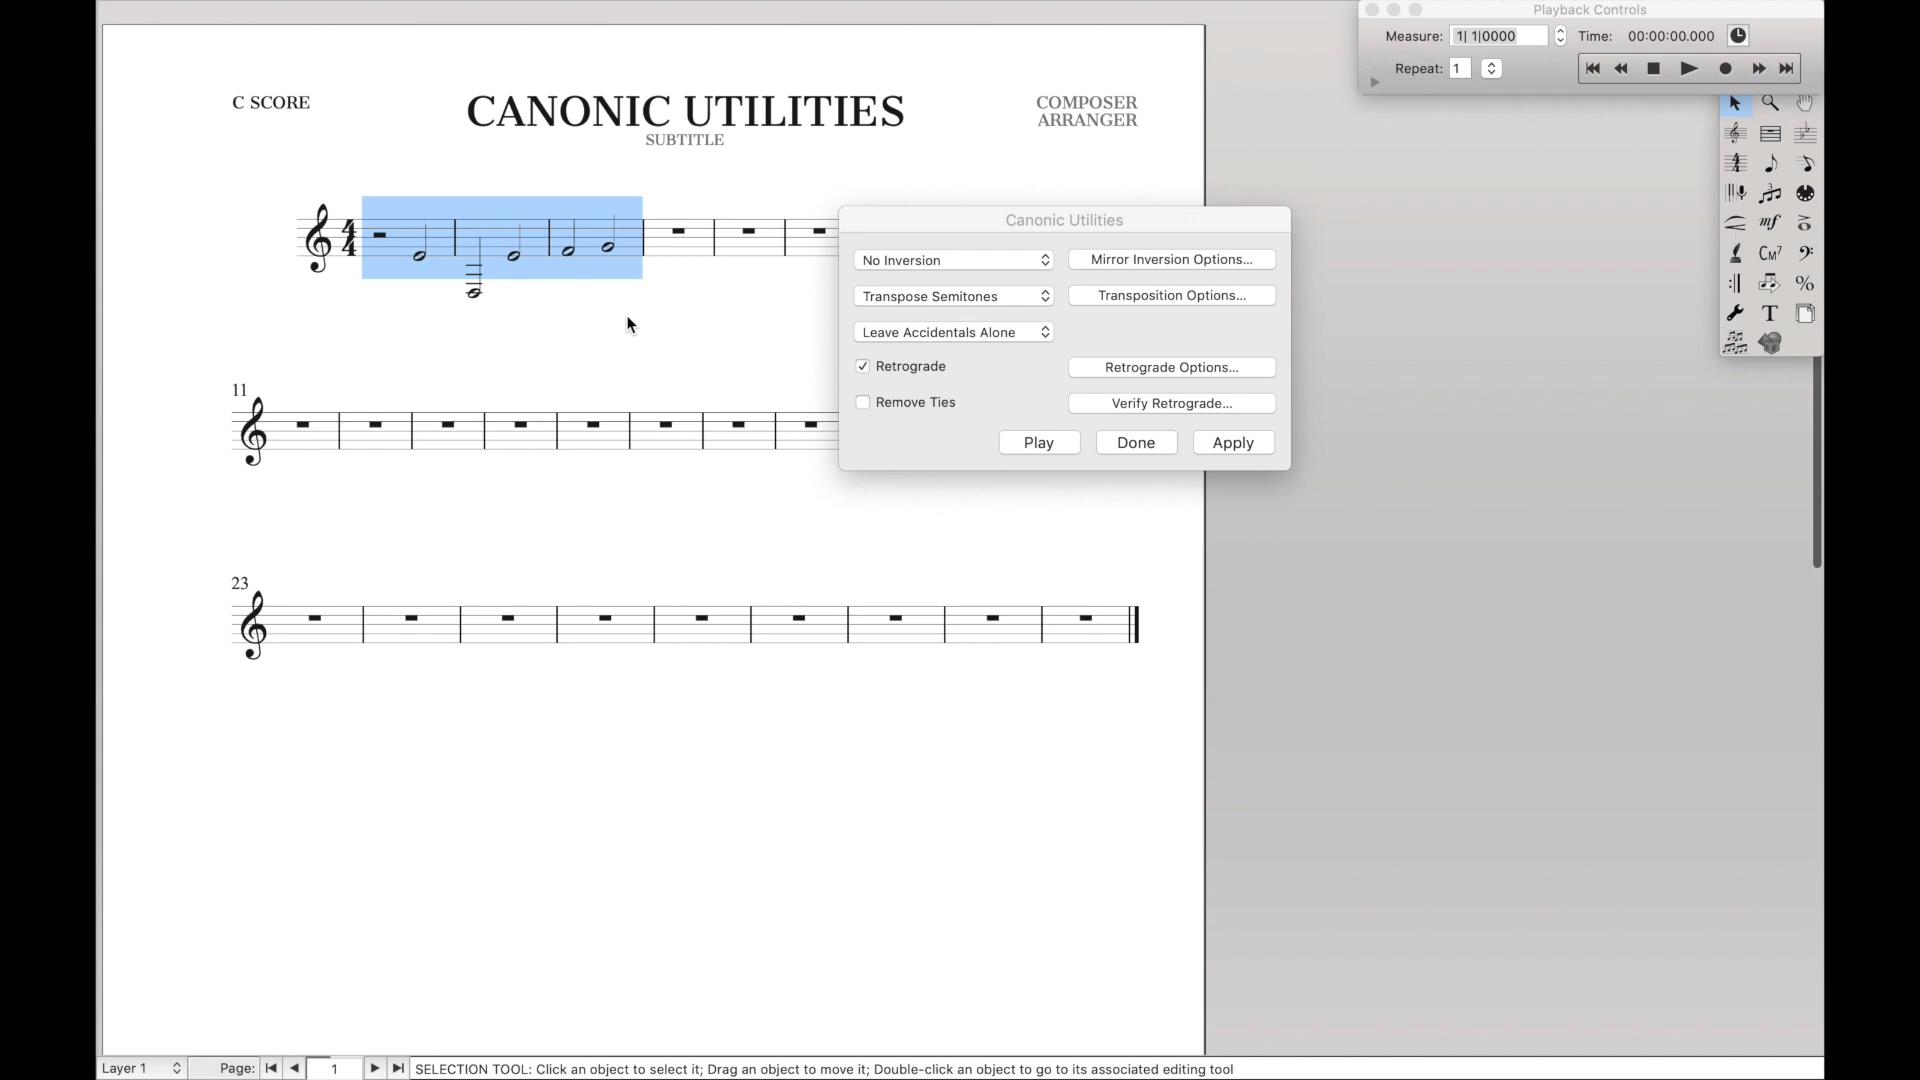 Playback Controls
Measure: 1| 1|0000 Time: 00:00:00.000
Repeat: 1
C SCORE
CANONIC UTILITIES
SUBTITLE
COMPOSER
ARRANGER
Canonic Utilities
No Inversion Mirror Inversion Options...
Transpose Semitones Transposition Options...
Leave Accidentals Alone
Retrograde Retrograde Options...
Remove Ties Verify Retrograde...
Play Done Apply
mf
CM7
%
T
11
23
Layer 1 Page: 1 SELECTION TOOL: Click an object to select it; Drag an object to move it; Double-click an object to go to its associated editing tool